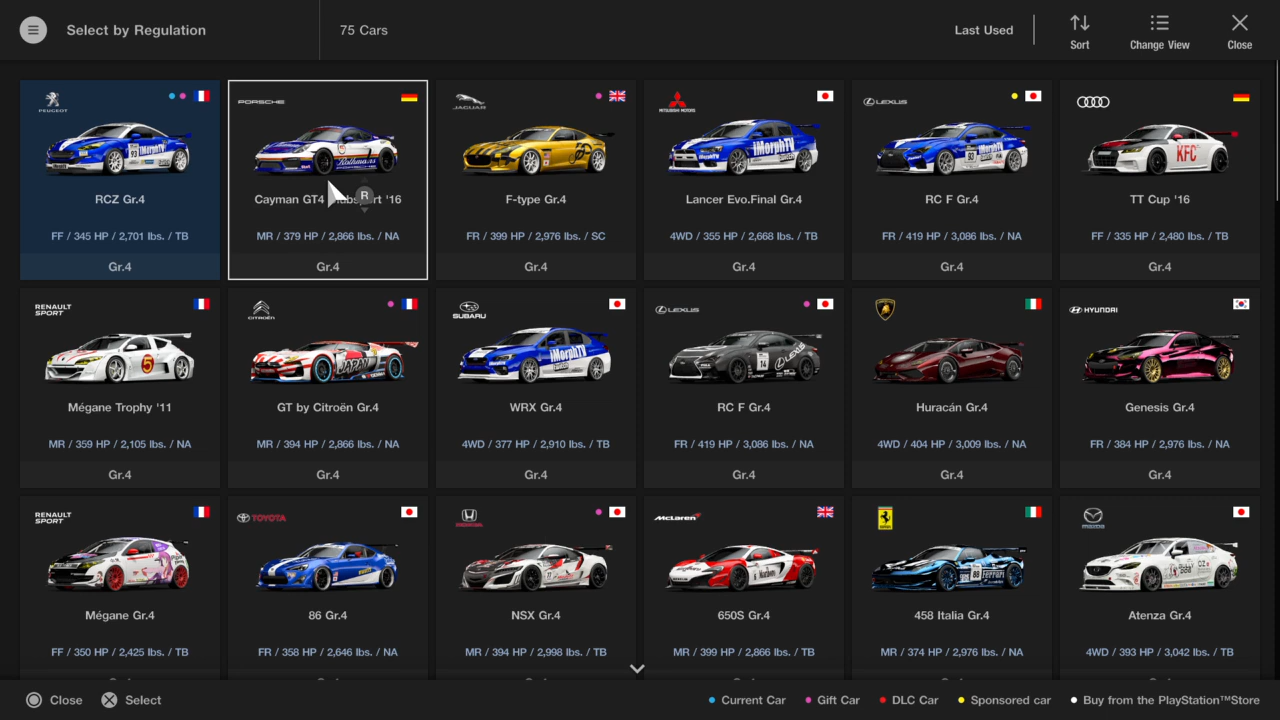 Select by Regulation
75 Cars
Last Used
Sort
Change View
Close
PEUGEOT
93
RCZ Gr.4
FF / 345 HP / 2,701 lbs. / TB
Gr.4
PORSCHE
Rothmans
Cayman GT4 Clubsport '16
R
MR / 379 HP / 2,866 lbs. / NA
Gr.4
JAGUAR
F-type Gr.4
FR / 399 HP / 2,976 lbs. / SC
Gr.4
MITSUBISHI MOTORS
iMorphTV
Lancer Evo.Final Gr.4
4WD / 355 HP / 2,668 lbs. / TB
Gr.4
LEXUS
iMorphTV
RC F Gr.4
FR / 419 HP / 3,086 lbs. / NA
Gr.4
KFC
TT Cup '16
FF / 335 HP / 2,480 lbs. / TB
Gr.4
RENAULT
SPORT
5
Mégane Trophy '11
MR / 359 HP / 2,105 lbs. / NA
Gr.4
CITROËN
JAPAN
GT by Citroën Gr.4
MR / 394 HP / 2,866 lbs. / NA
Gr.4
SUBARU
iMorphTV
WRX Gr.4
4WD / 377 HP / 2,910 lbs. / TB
Gr.4
LEXUS
14
LEXUS
RC F Gr.4
FR / 419 HP / 3,086 lbs. / NA
Gr.4
Huracán Gr.4
4WD / 404 HP / 3,009 lbs. / NA
Gr.4
HYUNDAI
Genesis Gr.4
FR / 384 HP / 2,976 lbs. / NA
Gr.4
RENAULT
SPORT
Mégane Gr.4
FF / 350 HP / 2,425 lbs. / TB
TOYOTA
86 Gr.4
FR / 358 HP / 2,646 lbs. / NA
HONDA
NSX Gr.4
MR / 394 HP / 2,998 lbs. / TB
McLaren
650S Gr.4
MR / 399 HP / 2,866 lbs. / TB
Ferrari
458 Italia Gr.4
MR / 374 HP / 2,976 lbs. / NA
mazda
Atenza Gr.4
4WD / 393 HP / 3,042 lbs. / TB
Close
Select
Current Car
Gift Car
DLC Car
Sponsored car
Buy from the PlayStation™Store